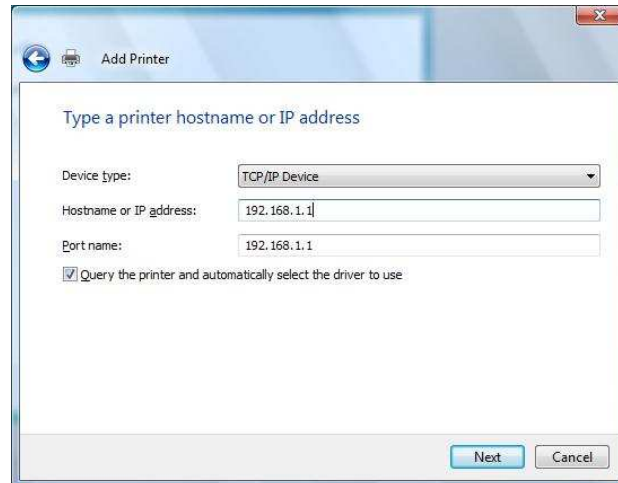 Add Printer
Type a printer hostname or IP address
Device type: TCP/IP Device
Hostname or IP address: 192.168.1.1
Port name: 192.168.1.1
Query the printer and automatically select the driver to use
Next Cancel